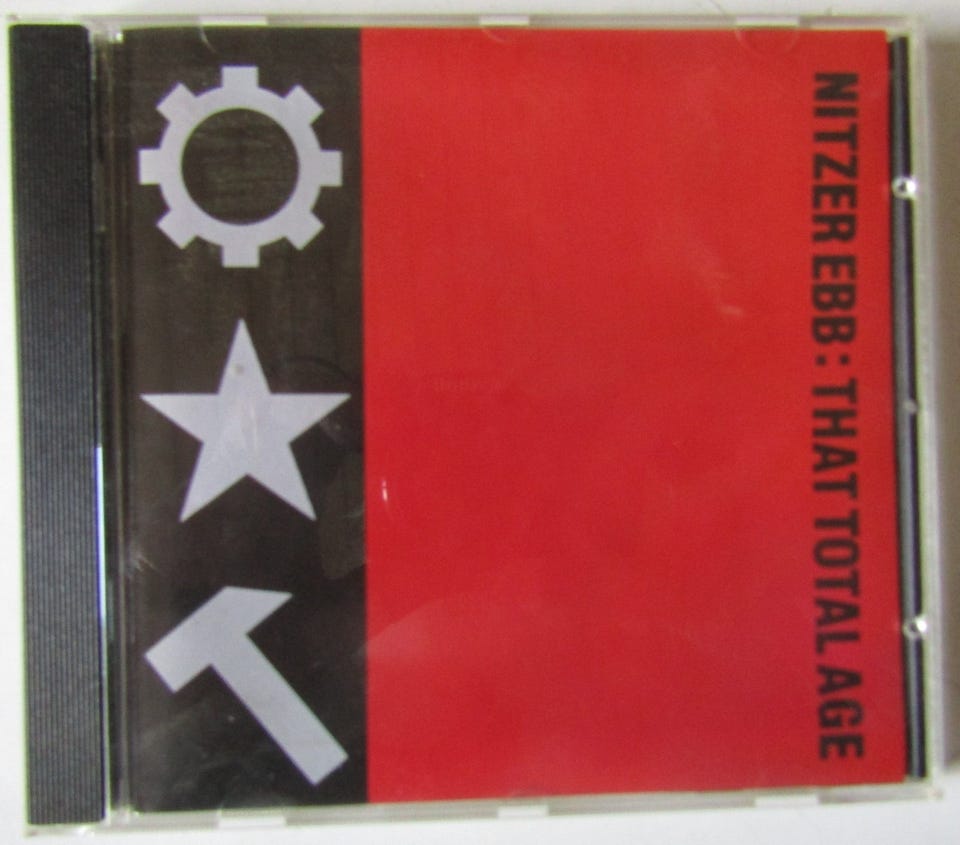 NITZER EBB: THAT TOTAL AGE